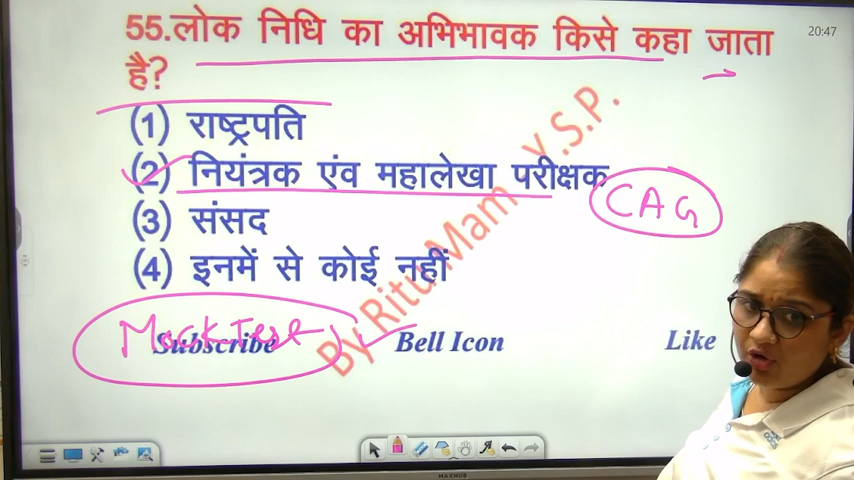 20:47
55.लोक निधि का अभिभावक किसे कहा जाता
है?
(1) राष्ट्रपति
(2) नियंत्रक एंव महालेखा परीक्षक
CAG
(3) संसद
(4) इनमें से कोई नहीं
Mock Test
Subscribe Bell Icon Like
By Ritu Mam Y.S.P.
MAXHUB